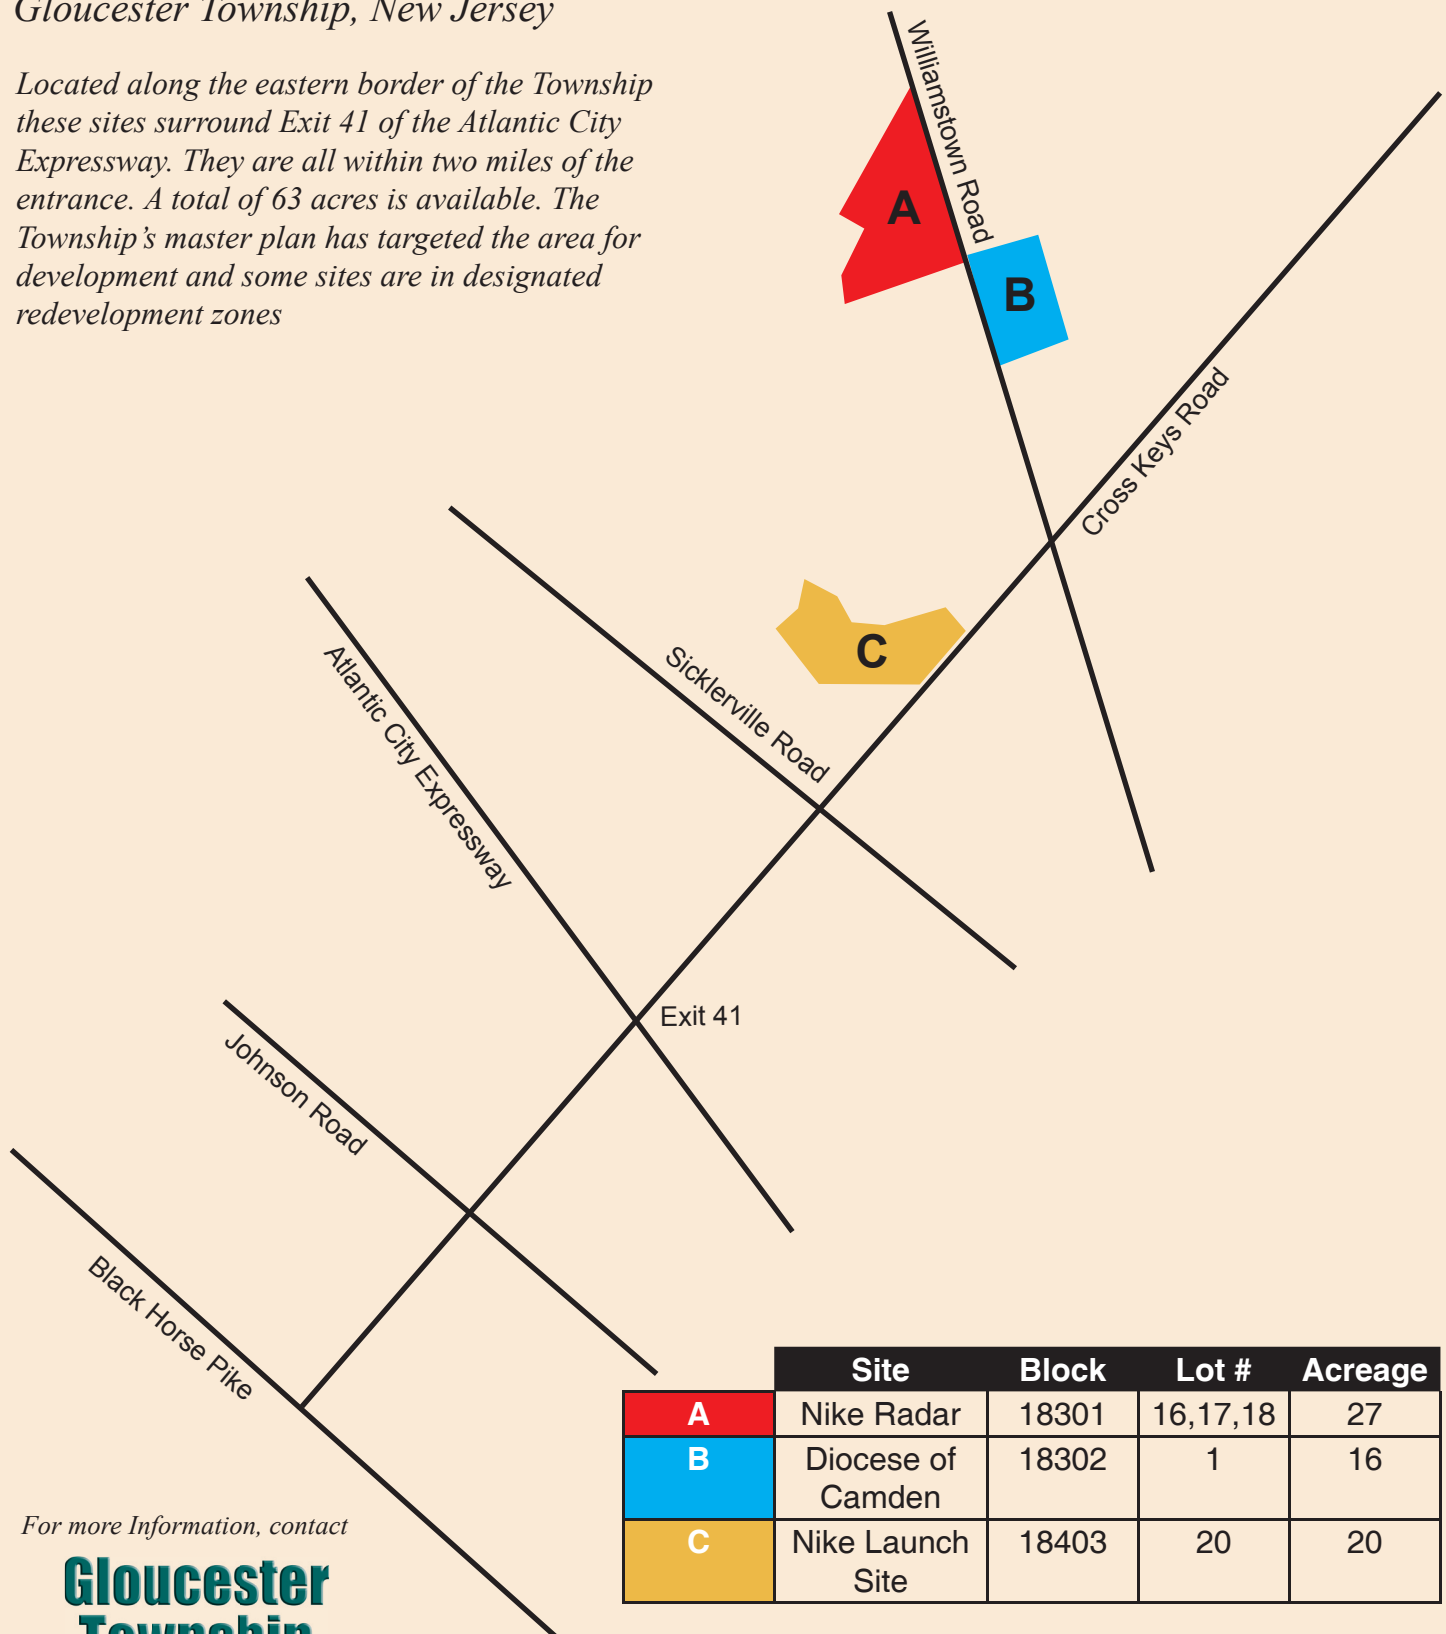 Gloucester Township, New Jersey
Located along the eastern border of the Township
these sites surround Exit 41 of the Atlantic City
Expressway. They are all within two miles of the
entrance. A total of 63 acres is available. The
Township’s master plan has targeted the area for
development and some sites are in designated
redevelopment zones
Williamstown Road
A
B
Cross Keys Road
C
Sicklerville Road
Atlantic City Expressway
Exit 41
Johnson Road
Black Horse Pike
Site Block Lot # Acreage
A Nike Radar 18301 16,17,18 27
B Diocese of 18302 1 16
Camden
C Nike Launch 18403 20 20
Site
For more Information, contact
Gloucester
Township